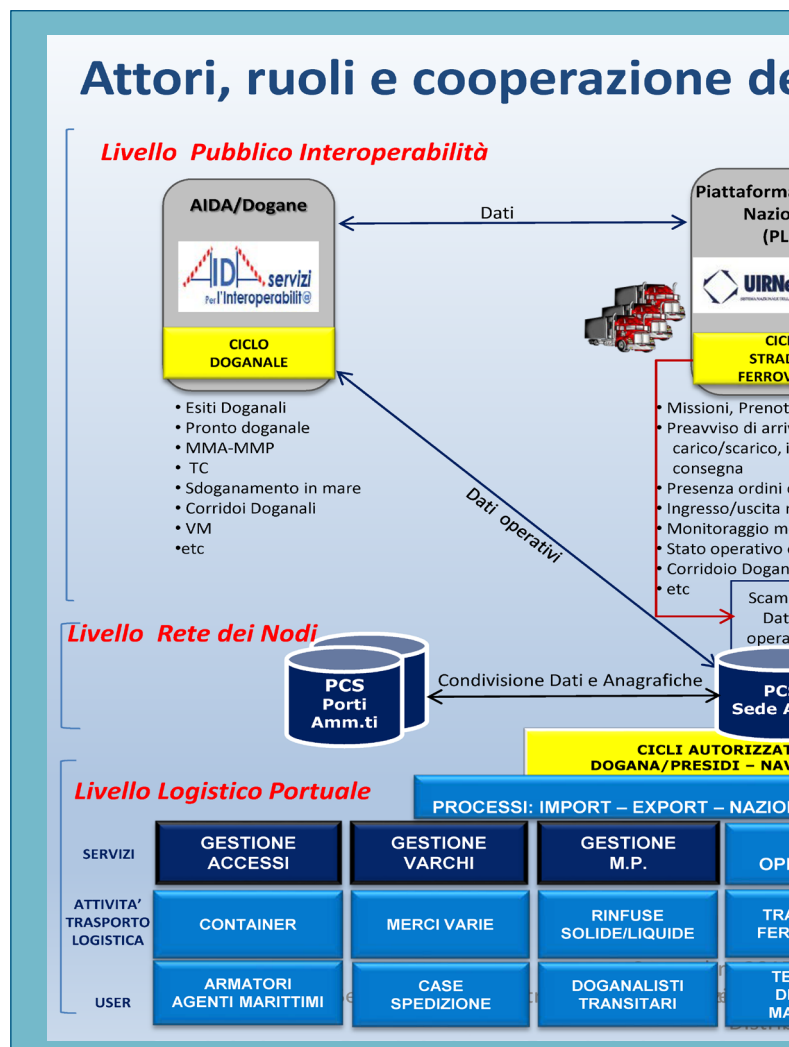 Attori, ruoli e cooperazione de
Livello Pubblico Interoperabilità
AIDA/Dogane
AIDA servizi
Per l'Interoperabilit@
CICLO
DOGANALE
Dati
Piattaforma
Nazio
(PL
UIRNe
CICL
STRAD
FERROV
• Esiti Doganali
• Pronto doganale
• MMA-MMP
• TC
• Sdoganamento in mare
• Corridoi Doganali
• VM
•etc
Dati operativi
• Missioni, Prenot
• Preavviso di arriv
carico/scarico, i
consegna
• Presenza ordini
• Ingresso/uscita
• Monitoraggio m
• Stato operativo
• Corridoio Dogan
• etc
Scam
Dat
opera
Livello Rete dei Nodi
PCS
Porti
Amm.ti
Condivisione Dati e Anagrafiche
PCS
Sede A
CICLI AUTORIZZAT
DOGANA/PRESIDI – NAV
Livello Logistico Portuale
PROCESSI: IMPORT – EXPORT – NAZION
SERVIZI
GESTIONE
ACCESSI
GESTIONE
VARCHI
GESTIONE
M.P.
OPE
ATTIVITA'
TRASPORTO
LOGISTICA
CONTAINER
MERCI VARIE
RINFUSE
SOLIDE/LIQUIDE
TRA
FER
USER
ARMATORI
AGENTI MARITTIMI
CASE
SPEDIZIONE
DOGANALISTI
TRANSITARI
TE
D
MA